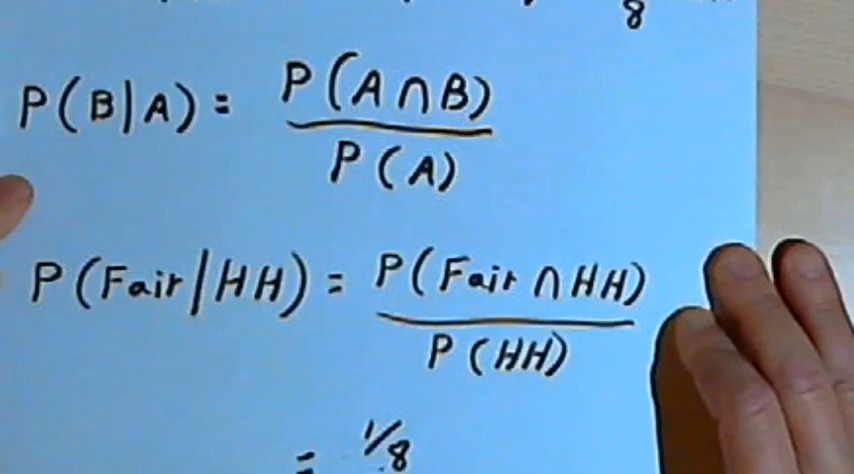 8
P(B|A) = P(A∩B)
P(A)
P(Fair|HH) = P(Fair ∩ HH)
P(HH)
= 1/8